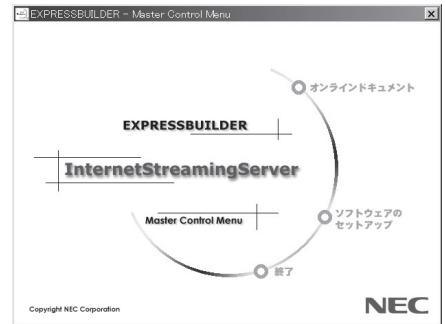 EXPRESSBUILDER - Master Control Menu
オンラインドキュメント
EXPRESSBUILDER
InternetStreamingServer
Master Control Menu
ソフトウェアの
セットアップ
終了
Copyright NEC Corporation
NEC